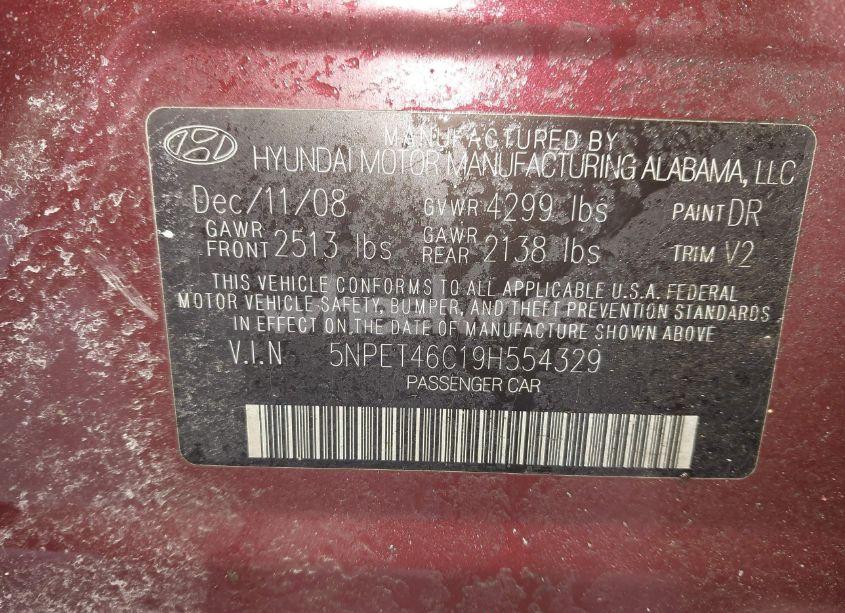 MANUFACTURED BY
HYUNDAI MOTOR MANUFACTURING ALABAMA, LLC
Dec/11/08 GVWR 4299 lbs PAINT DR
GAWR FRONT 2513 lbs GAWR REAR 2138 lbs TRIM V2
THIS VEHICLE CONFORMS TO ALL APPLICABLE U.S.A. FEDERAL
MOTOR VEHICLE SAFETY, BUMPER, AND THEFT PREVENTION STANDARDS
IN EFFECT ON THE DATE OF MANUFACTURE SHOWN ABOVE
V.I.N 5NPET46C19H554329
PASSENGER CAR